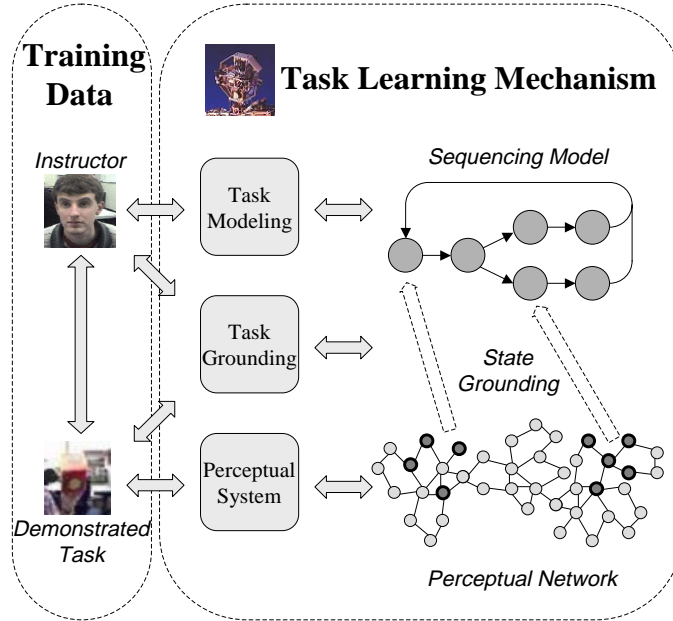 Training
Data
Task Learning Mechanism
Instructor
Task
Modeling
Sequencing Model
Task
Grounding
State
Grounding
Perceptual
System
Demonstrated
Task
Perceptual Network